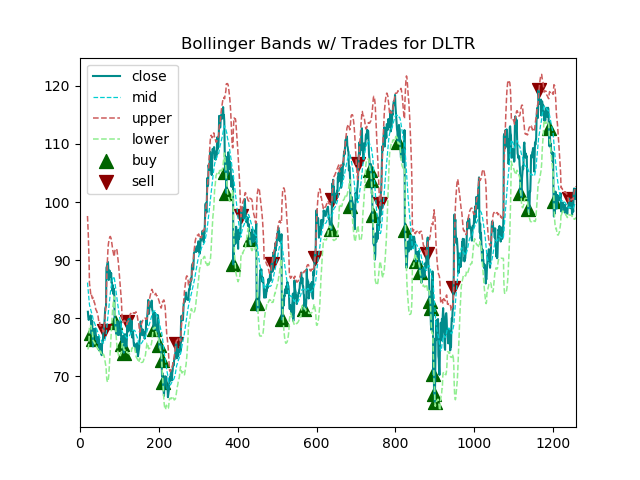 Bollinger Bands w/ Trades for DLTR
close
mid
upper
lower
buy
sell
120
110
100
90
80
70
0 200 400 600 800 1000 1200